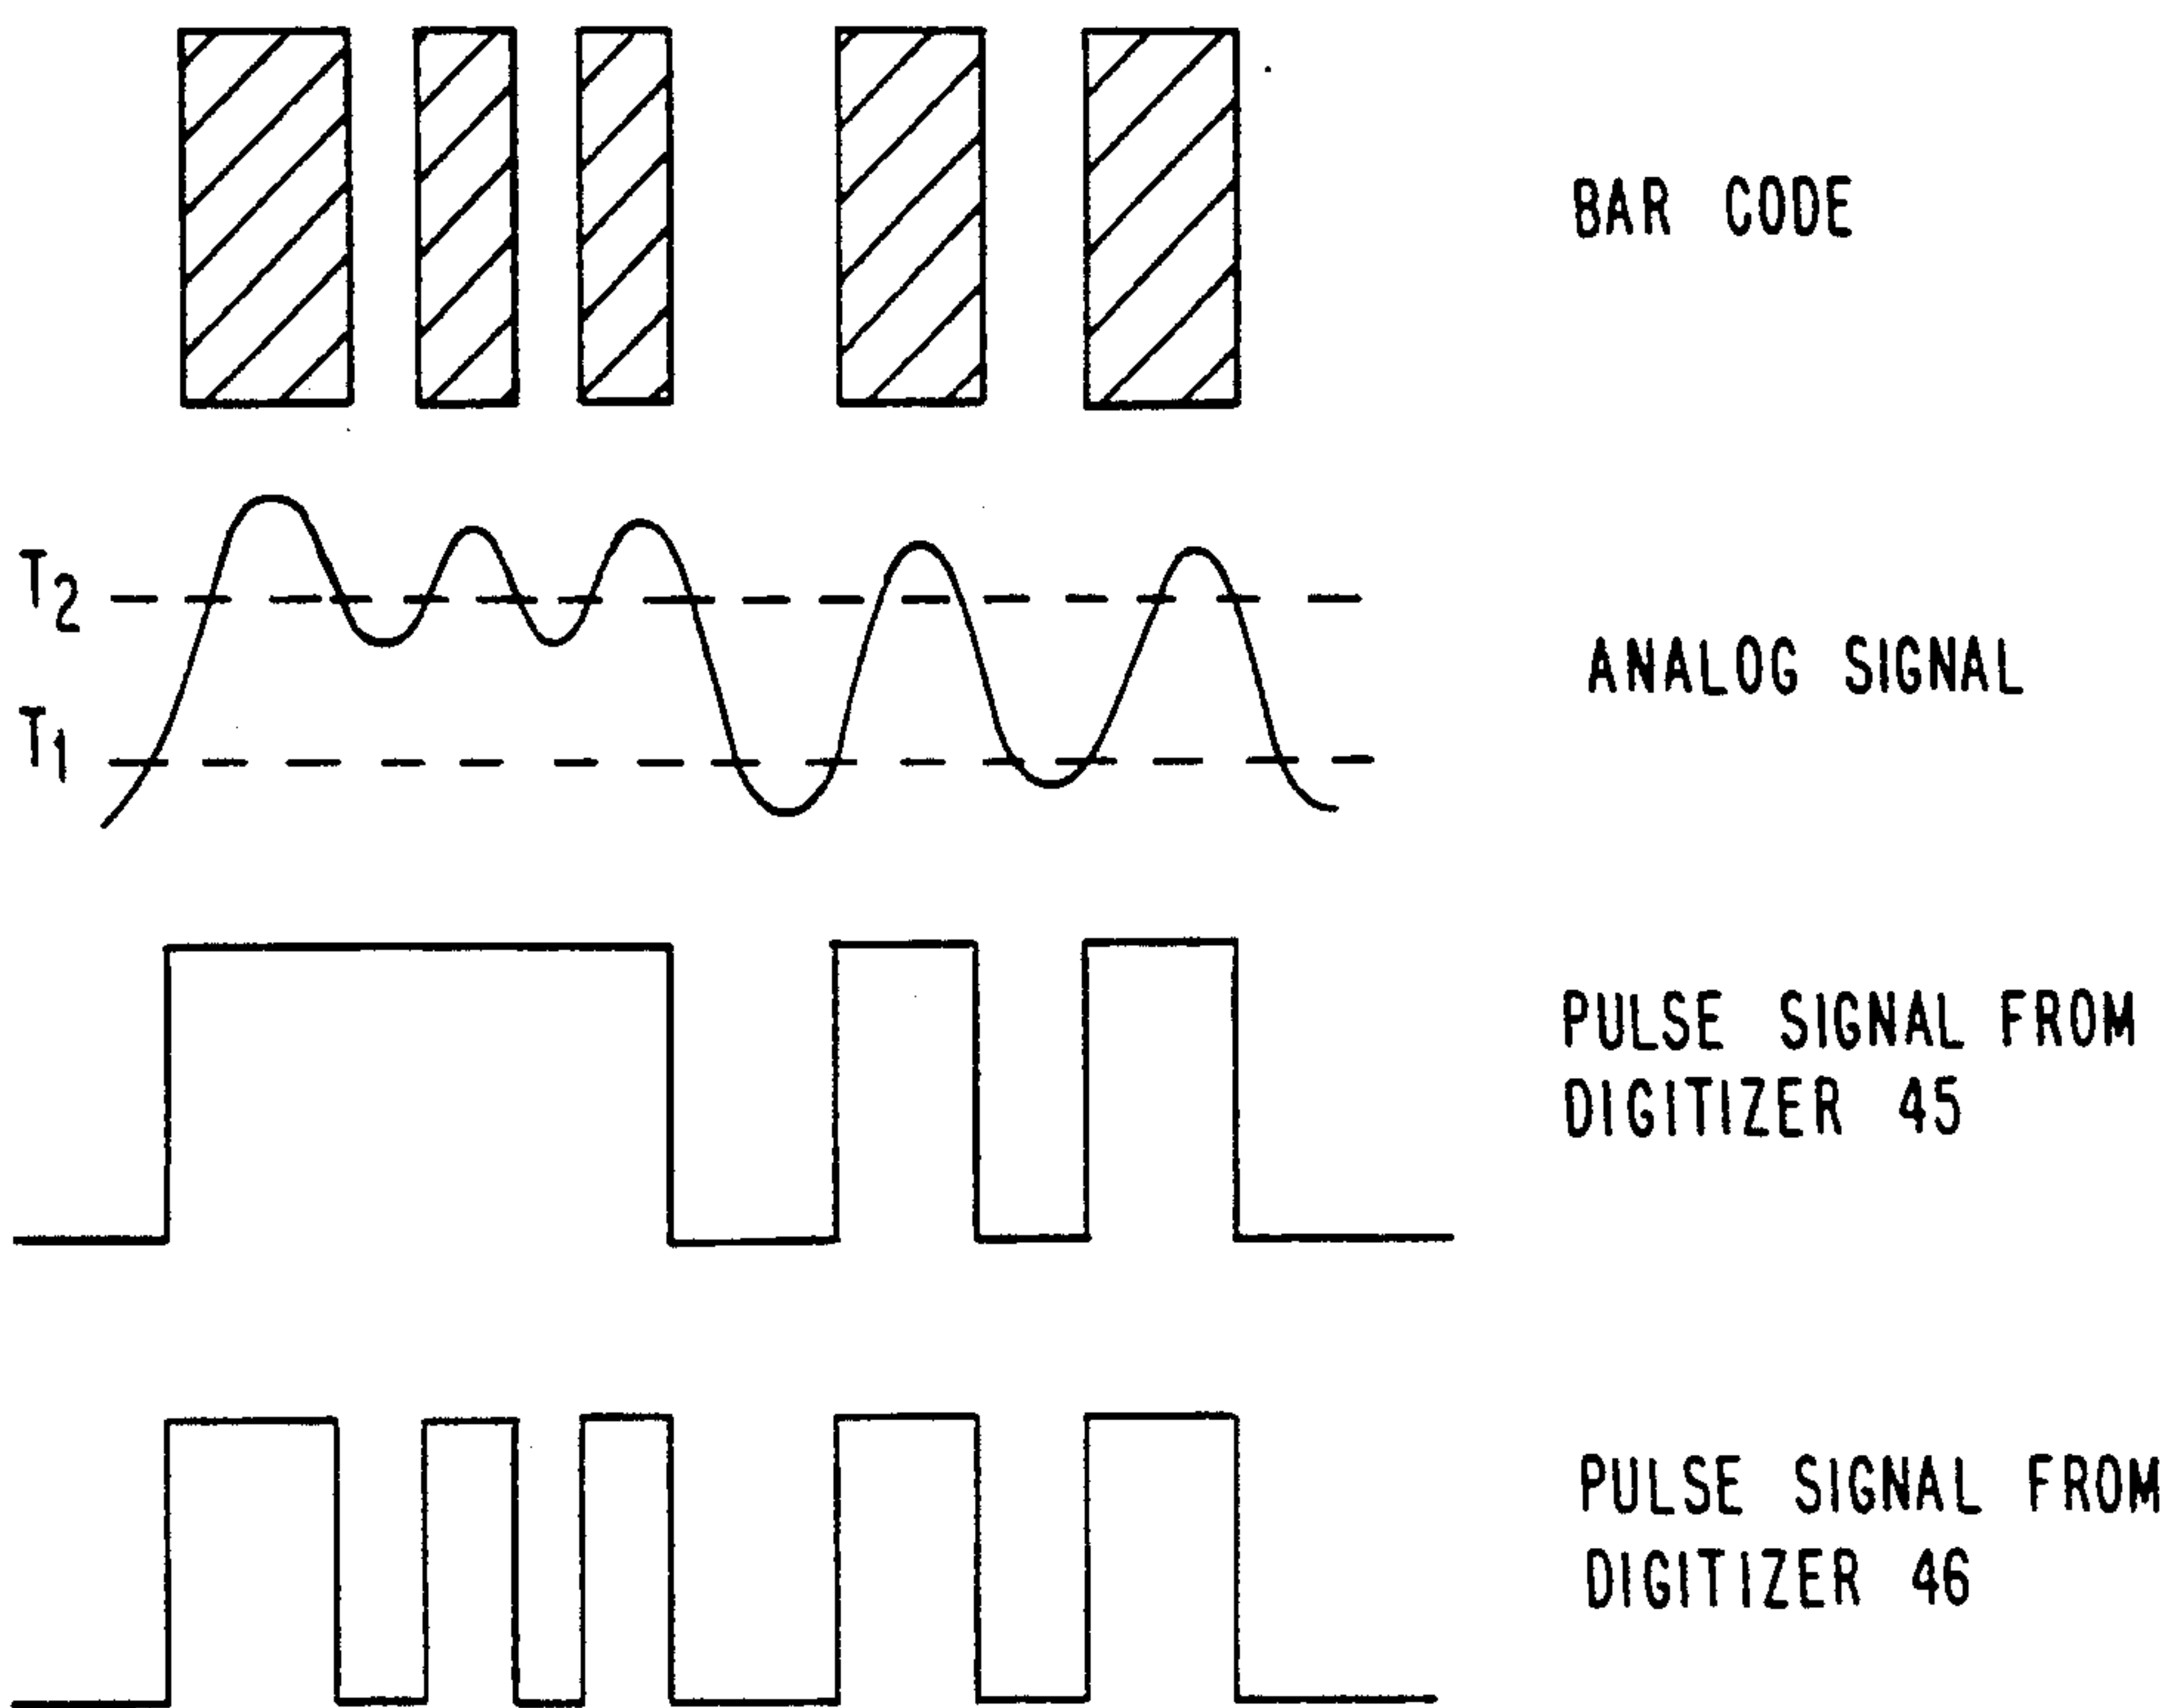 BAR CODE
T2
ANALOG SIGNAL
T1
PULSE SIGNAL FROM
DIGITIZER 45
PULSE SIGNAL FROM
DIGITIZER 46